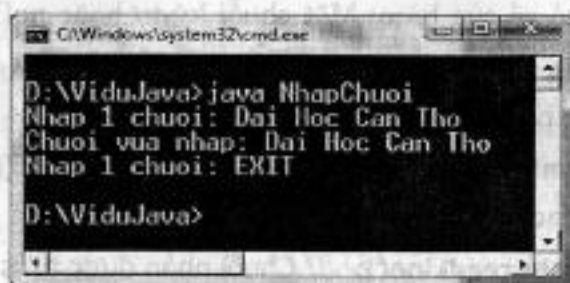 C:\Windows\system32\cmd.exe
D:\ViduJava>java NhapChuoi
Nhap 1 chuoi: Dai Hoc Can Tho
Chuoi vua nhap: Dai Hoc Can Tho
Nhap 1 chuoi: EXIT
D:\ViduJava>